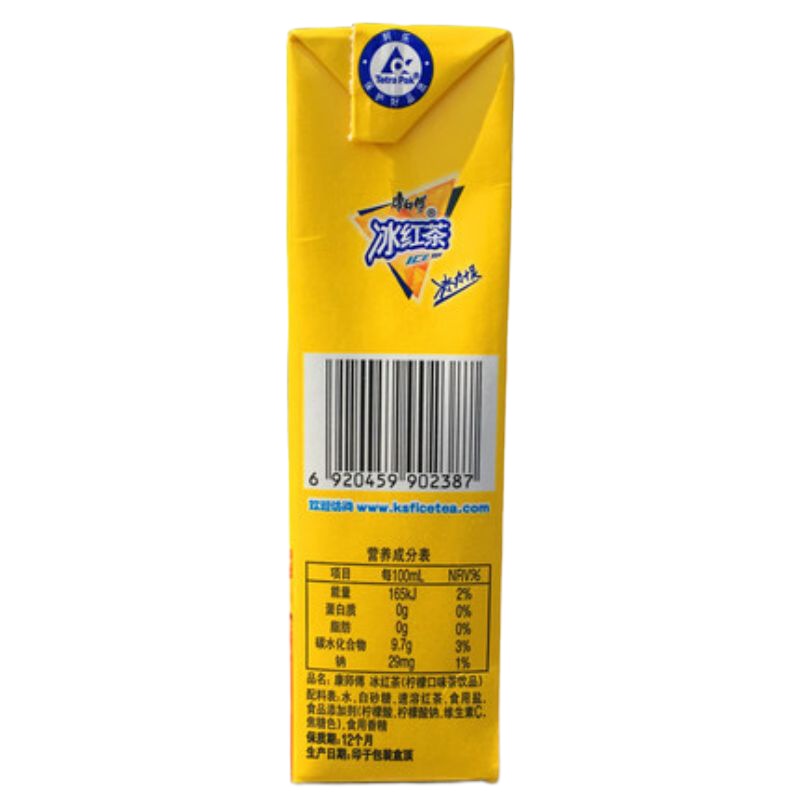 利乐
Tetra Pak®
保护好品质
康师傅®
冰红茶
ICE
冰力十足
6 920459 902387
欢迎访问 www.ksficetea.com
营养成分表
项目 每100mL NRV%
能量 165kJ 2%
蛋白质 0g 0%
脂肪 0g 0%
碳水化合物 9.7g 3%
钠 29mg 1%
品名: 康师傅 冰红茶(柠檬口味茶饮品)
配料表:水,白砂糖,速溶红茶,食用盐,
食品添加剂(柠檬酸,柠檬酸钠,维生素C,
焦糖色),食用香精
保质期:12个月
生产日期:印于包装盒顶